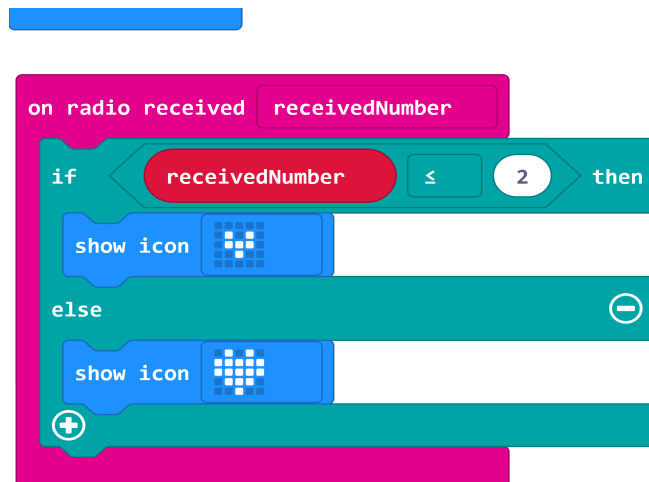 on radio received receivedNumber
if receivedNumber ≤ 2 then
show icon
else
show icon